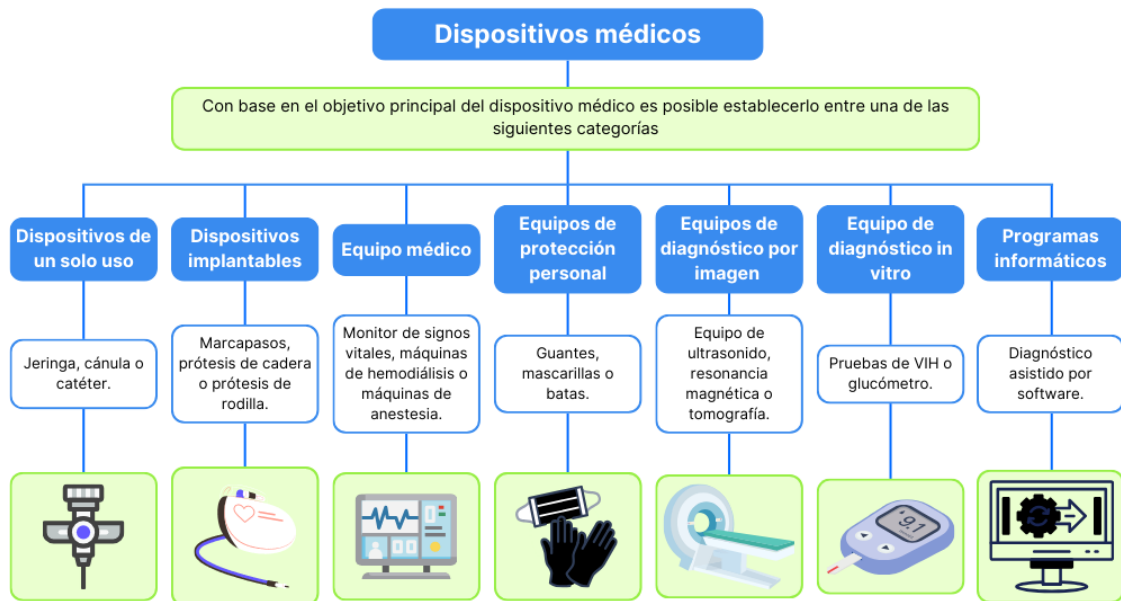 Dispositivos médicos
Con base en el objetivo principal del dispositivo médico es posible establecerlo entre una de las
siguientes categorías
Dispositivos de
un solo uso
Dispositivos
implantables
Equipo médico
Equipos de
protección
personal
Equipos de
diagnóstico por
imagen
Equipo de
diagnóstico in
vitro
Programas
informáticos
Jeringa, cánula o
catéter.
Marcapasos,
prótesis de cadera
o prótesis de
rodilla.
Monitor de signos
vitales, máquinas
de hemodiálisis o
máquinas de
anestesia.
Guantes,
mascarillas o
batas.
Equipo de
ultrasonido,
resonancia
magnética o
tomografía.
Pruebas de VIH o
glucómetro.
Diagnóstico
asistido por
software.
9.1